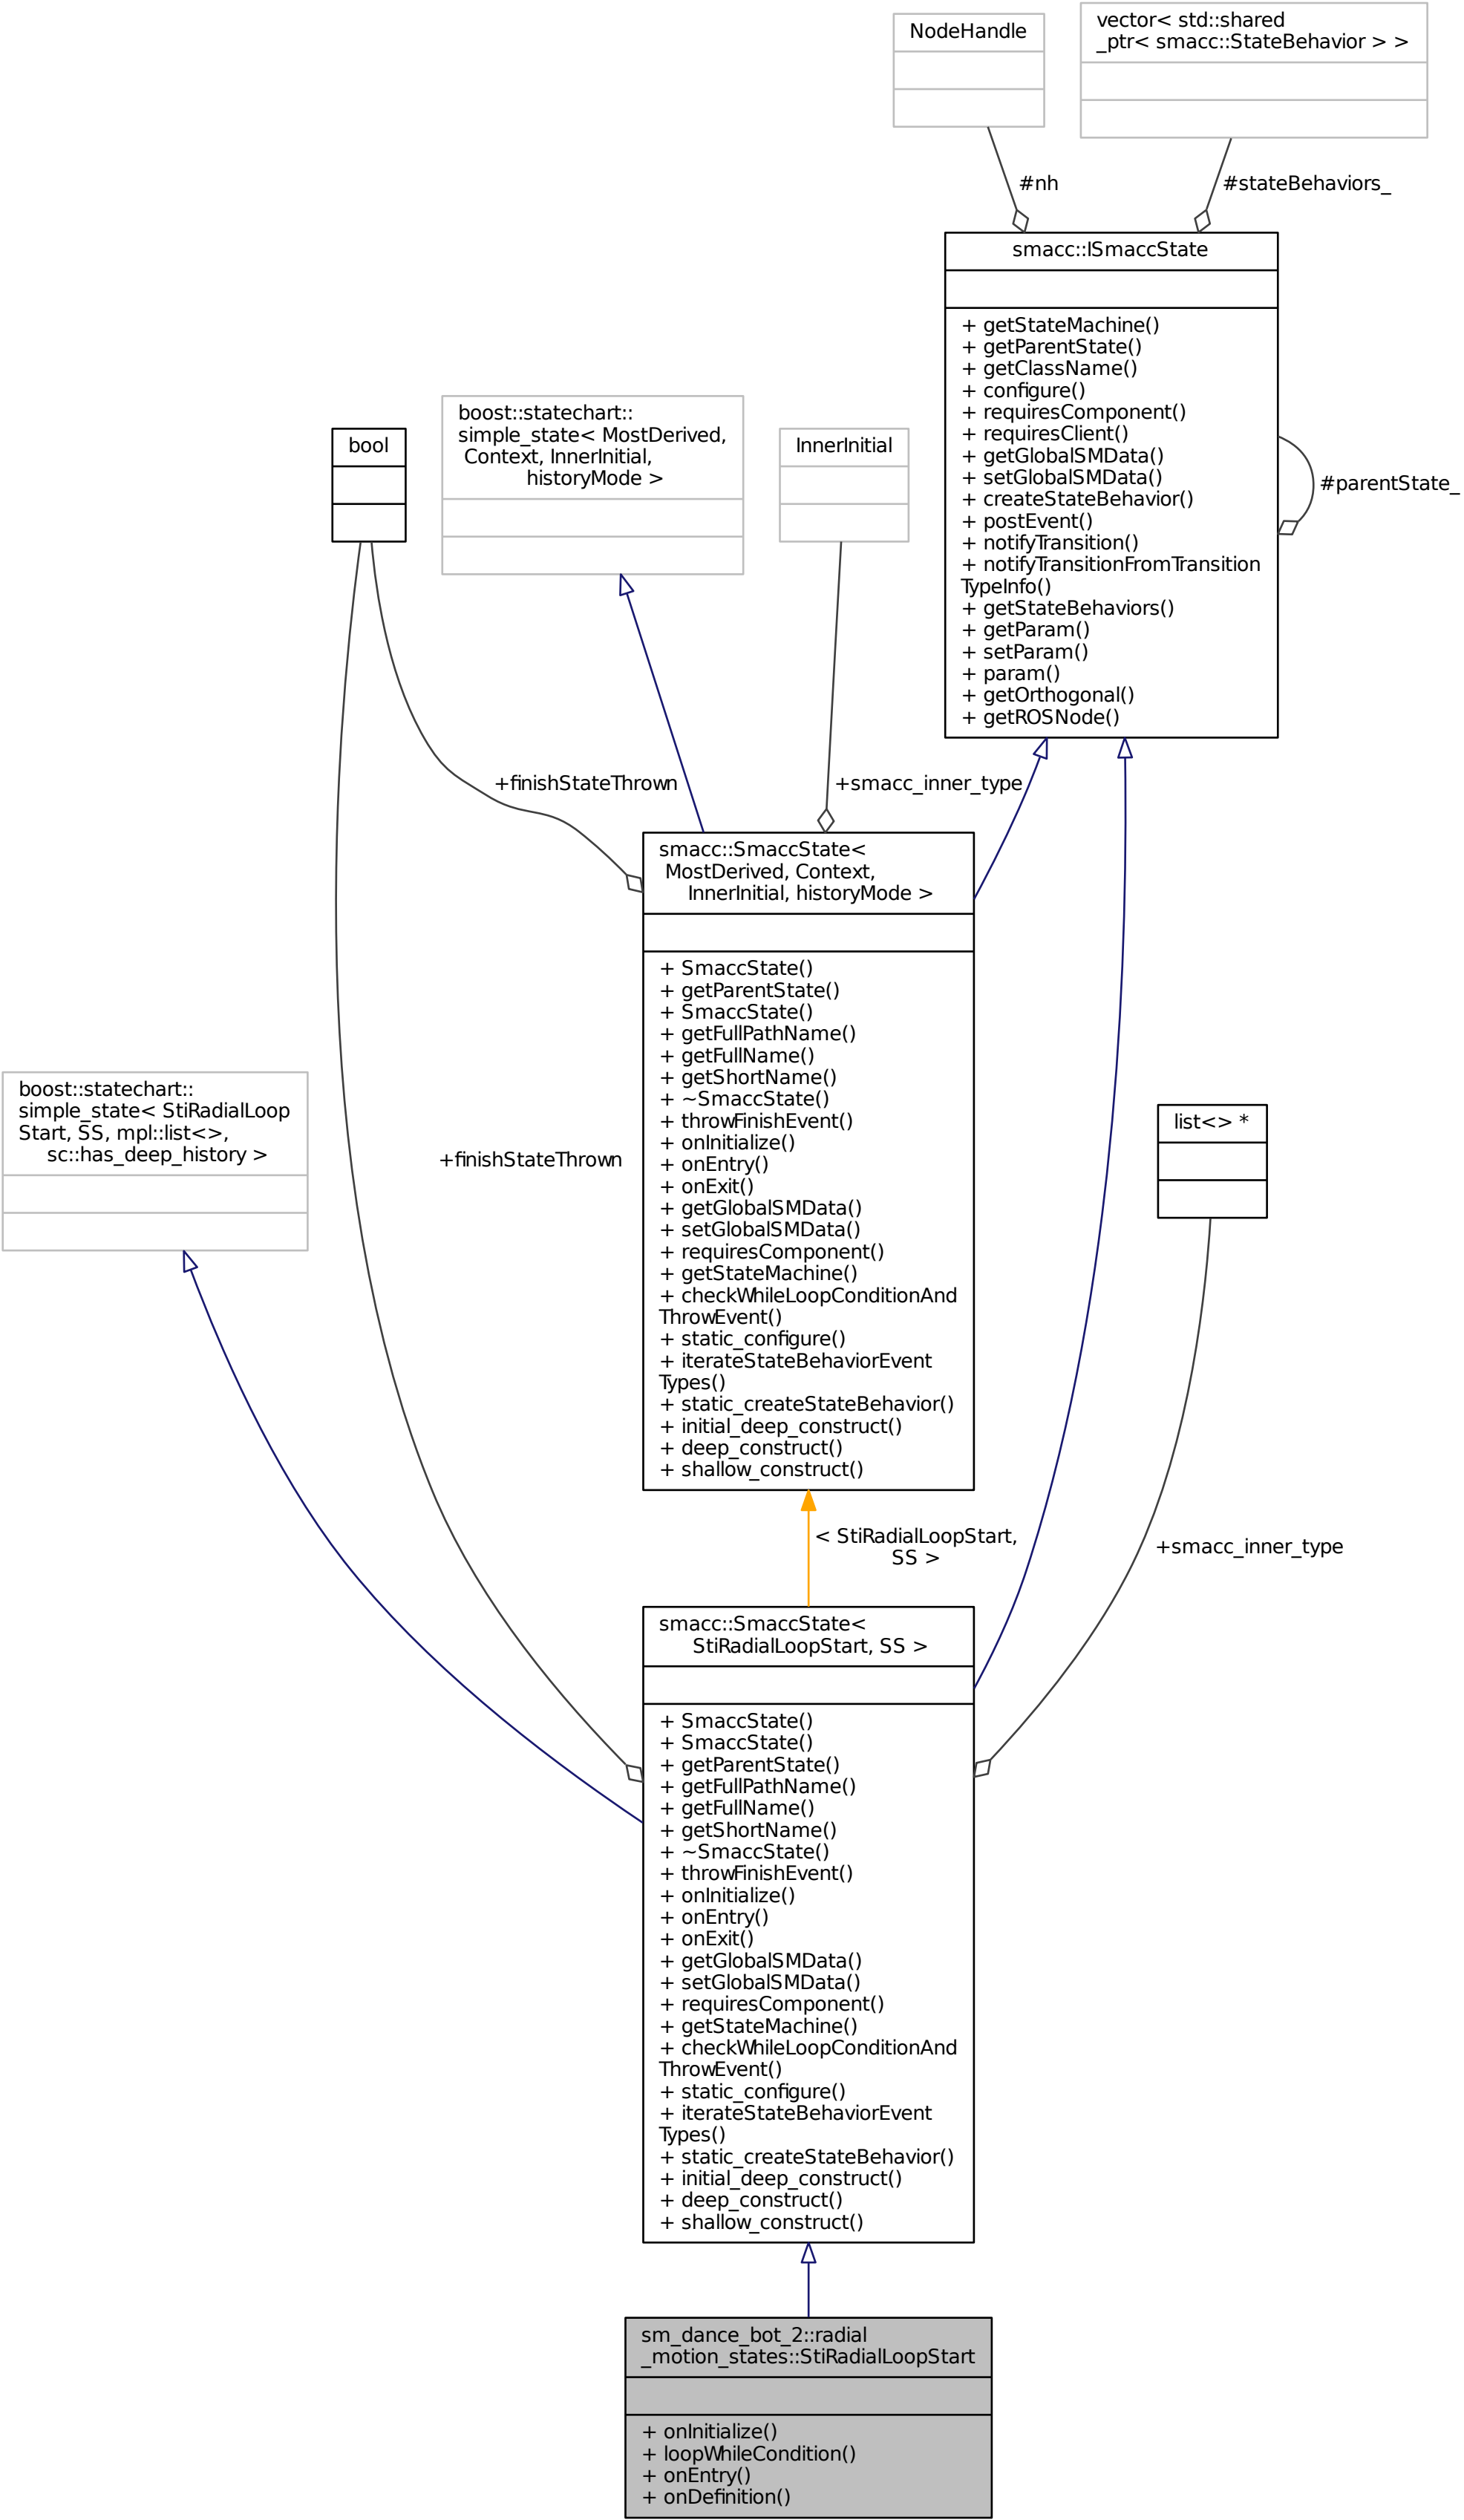 NodeHandle
vector< std::shared
_ptr< smacc::StateBehavior > >
#nh
#stateBehaviors_
smacc::ISmaccState
+ getStateMachine()
+ getParentState()
+ getClassName()
+ configure()
+ requiresComponent()
+ requiresClient()
+ getGlobalSMData()
+ setGlobalSMData()
+ createStateBehavior()
+ postEvent()
+ notifyTransition()
+ notifyTransitionFromTransition
TypeInfo()
+ getStateBehaviors()
+ getParam()
+ setParam()
+ param()
+ getOrthogonal()
+ getROSNode()
#parentState_
bool
boost::statechart::
simple_state< MostDerived,
Context, InnerInitial,
historyMode >
InnerInitial
+finishStateThrown
+smacc_inner_type
smacc::SmaccState<
MostDerived, Context,
InnerInitial, historyMode >
+ SmaccState()
+ getParentState()
+ SmaccState()
+ getFullPathName()
+ getFullName()
+ getShortName()
+ ~SmaccState()
+ throwFinishEvent()
+ onInitialize()
+ onEntry()
+ onExit()
+ getGlobalSMData()
+ setGlobalSMData()
+ requiresComponent()
+ getStateMachine()
+ checkWhileLoopConditionAnd
ThrowEvent()
+ static_configure()
+ iterateStateBehaviorEvent
Types()
+ static_createStateBehavior()
+ initial_deep_construct()
+ deep_construct()
+ shallow_construct()
boost::statechart::
simple_state< StiRadialLoop
Start, SS, mpl::list<>,
sc::has_deep_history >
+finishStateThrown
list<> *
< StiRadialLoopStart,
SS >
+smacc_inner_type
smacc::SmaccState<
StiRadialLoopStart, SS >
+ SmaccState()
+ SmaccState()
+ getParentState()
+ getFullPathName()
+ getFullName()
+ getShortName()
+ ~SmaccState()
+ throwFinishEvent()
+ onInitialize()
+ onEntry()
+ onExit()
+ getGlobalSMData()
+ setGlobalSMData()
+ requiresComponent()
+ getStateMachine()
+ checkWhileLoopConditionAnd
ThrowEvent()
+ static_configure()
+ iterateStateBehaviorEvent
Types()
+ static_createStateBehavior()
+ initial_deep_construct()
+ deep_construct()
+ shallow_construct()
sm_dance_bot_2::radial
_motion_states::StiRadialLoopStart
+ onInitialize()
+ loopWhileCondition()
+ onEntry()
+ onDefinition()